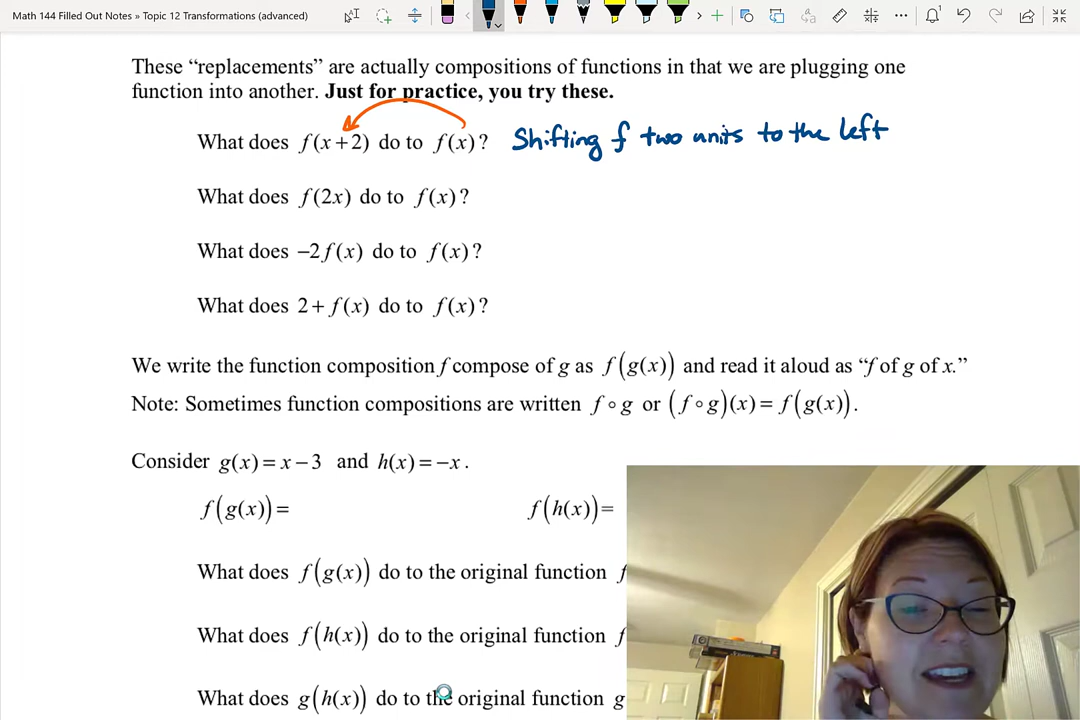 Math 144 Filled Out Notes » Topic 12 Transformations (advanced)
These “replacements” are actually compositions of functions in that we are plugging one
function into another. Just for practice, you try these.
What does f(x+2) do to f(x)? Shifting f two units to the left
What does f(2x) do to f(x)?
What does −2f(x) do to f(x)?
What does 2+f(x) do to f(x)?
We write the function composition f compose of g as f(g(x)) and read it aloud as “f of g of x.”
Note: Sometimes function compositions are written f∘g or (f∘g)(x)=f(g(x)).
Consider g(x)=x−3 and h(x)=−x.
f(g(x))= f(h(x))=
What does f(g(x)) do to the original function f
What does f(h(x)) do to the original function f
What does g(h(x)) do to the original function g